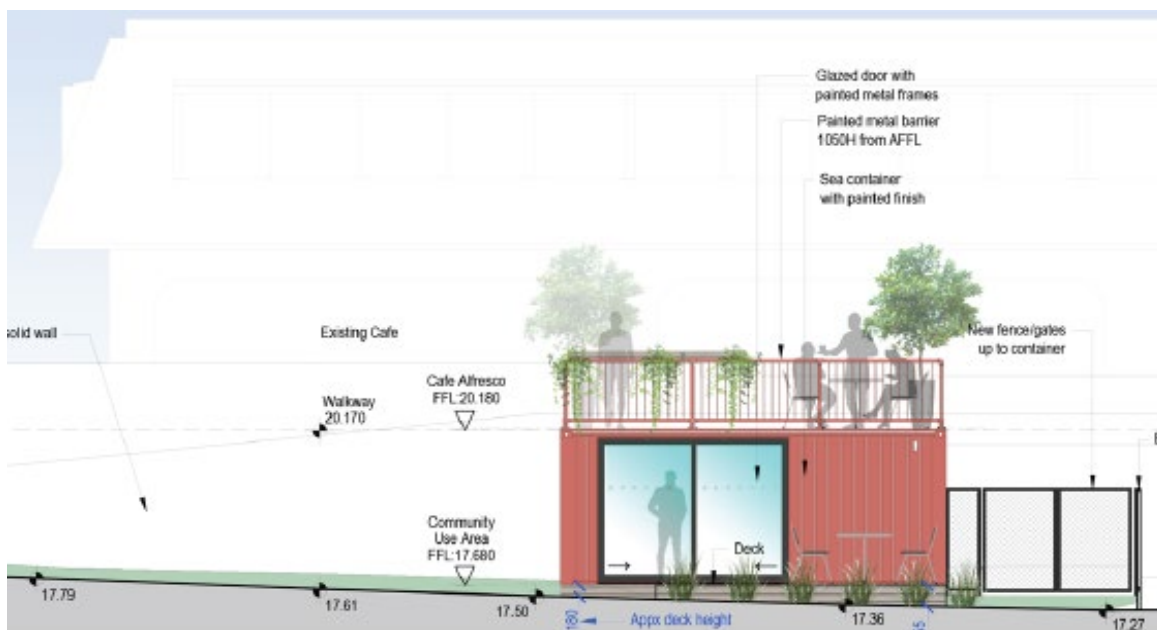 Glazed door with
painted metal frames
Painted metal barrier
1050H from AFFL
Sea container
with painted finish
solid wall
Existing Cafe
New fence/gates
up to container
Cafe Alfresco
FFL:20.180
Walkway
20.170
Community
Use Area
FFL:17.680
Deck
17.79
17.61
17.50
17.36
17.27
180
Appx deck height